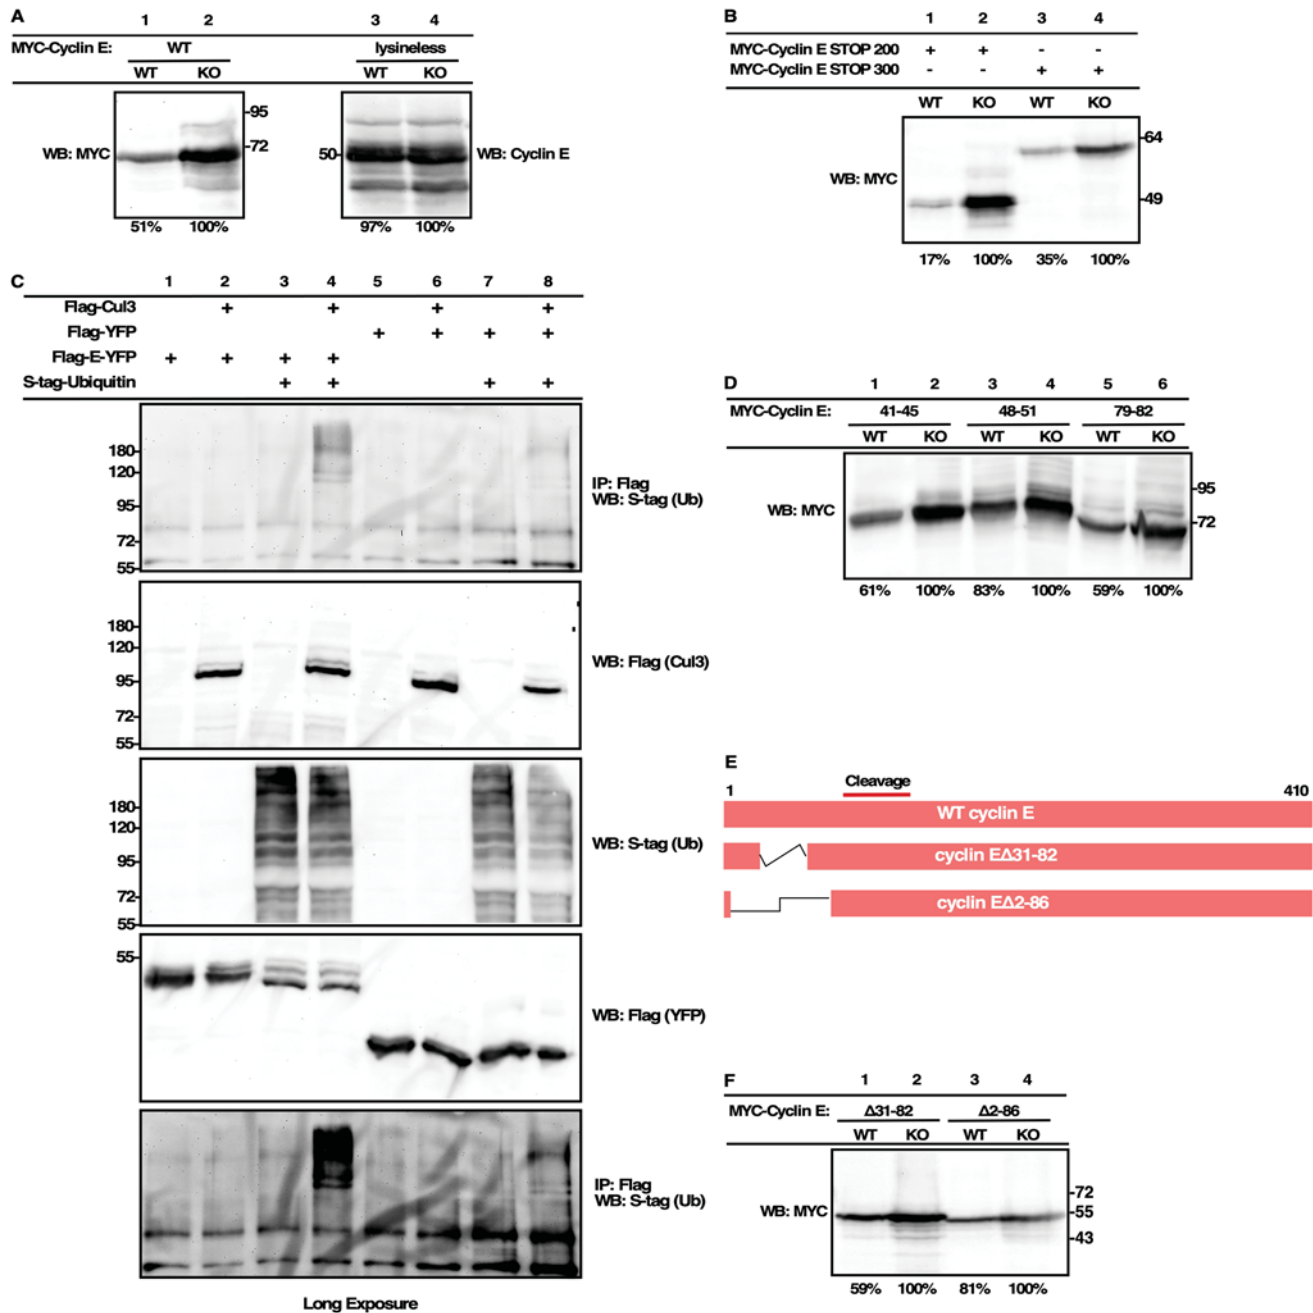 A
1 2 3 4
MYC-Cyclin E: WT lysineless
WT KO WT KO
-95
-72
WB: MYC
50-
WB: Cyclin E
51% 100% 97% 100%
B
1 2 3 4
MYC-Cyclin E STOP 200 + + - -
MYC-Cyclin E STOP 300 - - + +
WT KO WT KO
-64
WB: MYC
-49
17% 100% 35% 100%
C
1 2 3 4 5 6 7 8
Flag-Cul3 + + + +
Flag-YFP + + + +
Flag-E-YFP + + + +
S-tag-Ubiquitin + + + +
180-
120-
95-
72-
55-
IP: Flag
WB: S-tag (Ub)
180-
120-
95-
72-
55-
WB: Flag (Cul3)
180-
120-
95-
72-
55-
WB: S-tag (Ub)
55-
WB: Flag (YFP)
IP: Flag
WB: S-tag (Ub)
Long Exposure
D
1 2 3 4 5 6
MYC-Cyclin E: 41-45 48-51 79-82
WT KO WT KO WT KO
-95
WB: MYC
-72
61% 100% 83% 100% 59% 100%
E
Cleavage
1 410
WT cyclin E
cyclin EΔ31-82
cyclin EΔ2-86
F
1 2 3 4
MYC-Cyclin E: Δ31-82 Δ2-86
WT KO WT KO
-72
WB: MYC
-55
-43
59% 100% 81% 100%